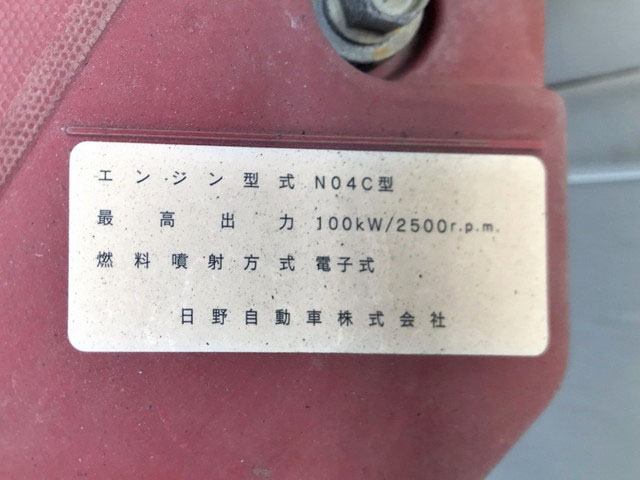 エンジン型式 N04C型
最高出力 100kW/2500r.p.m.
燃料噴射方式 電子式
日野自動車株式会社